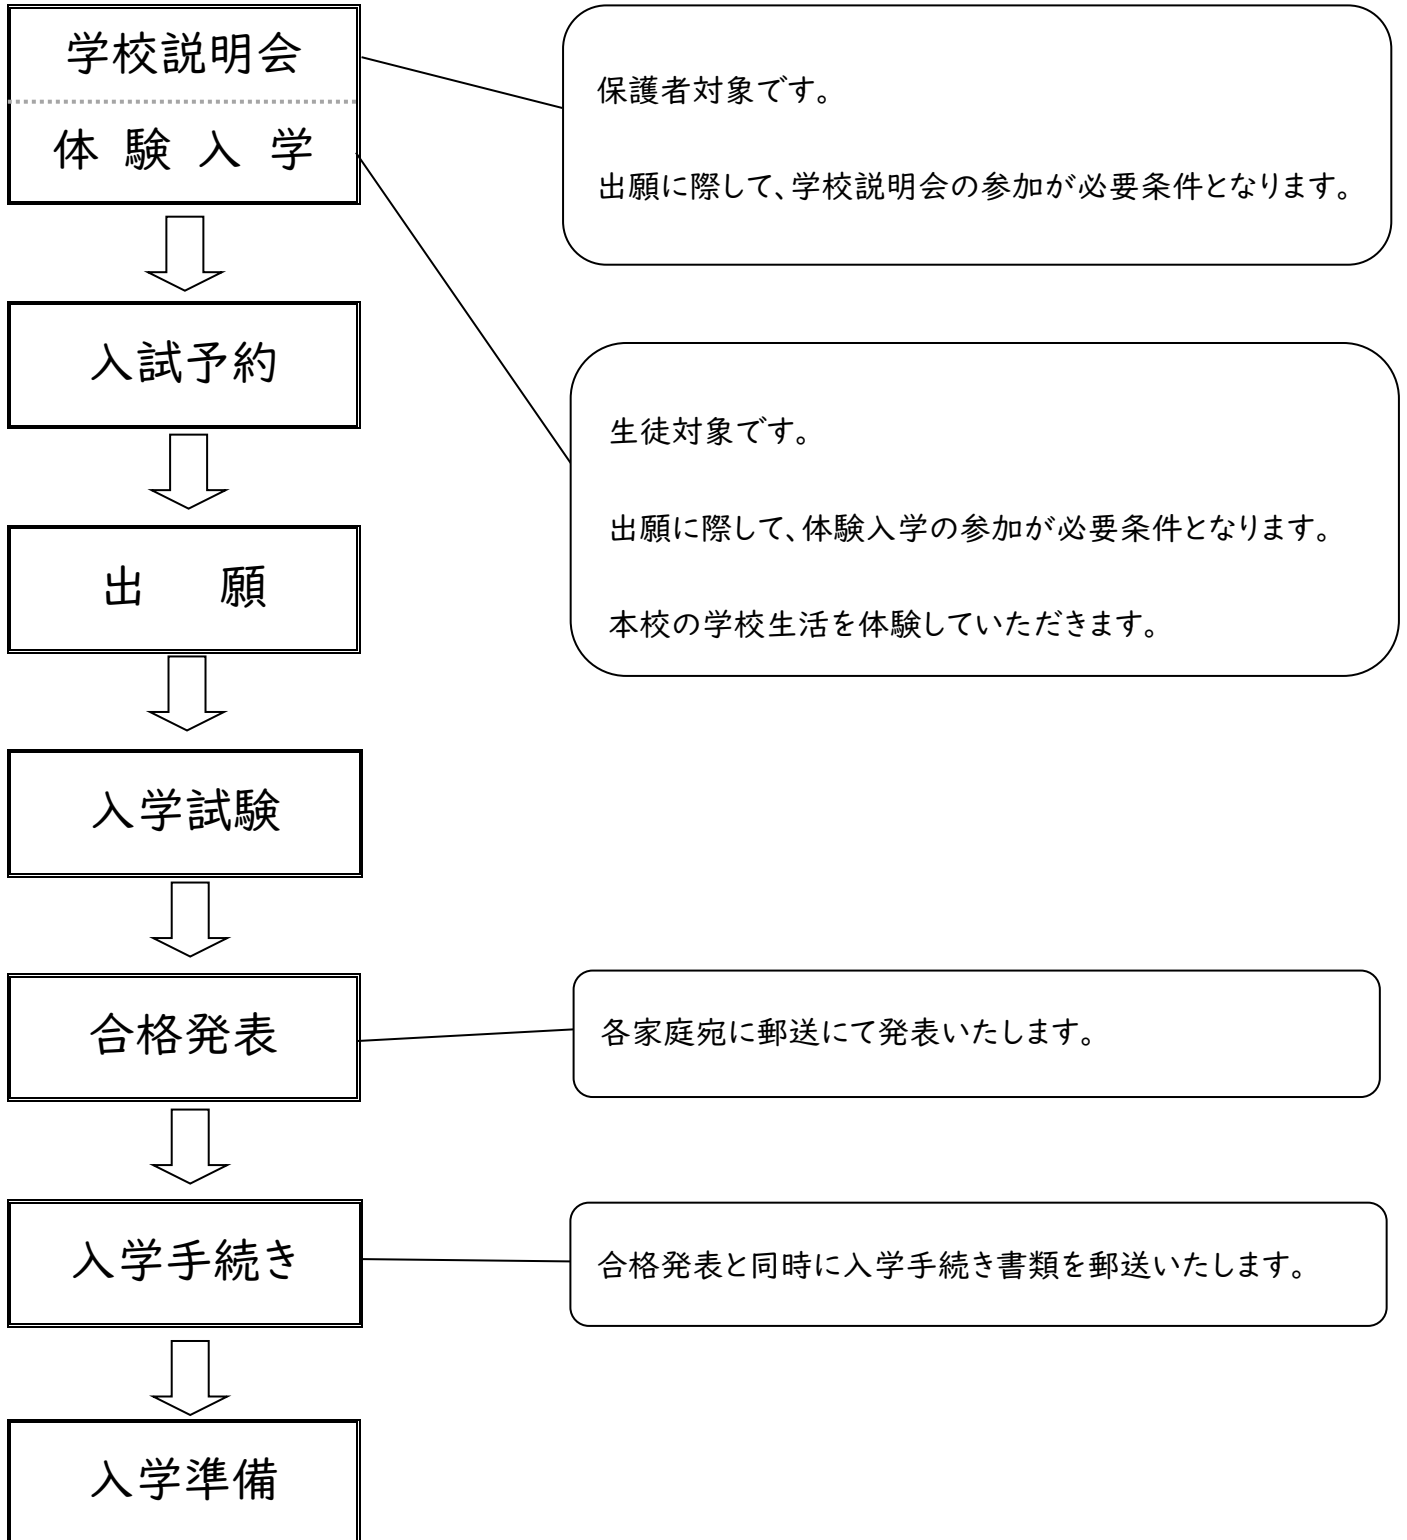 学校説明会
保護者対象です。
出願に際して、学校説明会の参加が必要条件となります。
体 験 入 学
生徒対象です。
出願に際して、体験入学の参加が必要条件となります。
本校の学校生活を体験していただきます。
入試予約
出　願
入学試験
合格発表
各家庭宛に郵送にて発表いたします。
入学手続き
合格発表と同時に入学手続き書類を郵送いたします。
入学準備